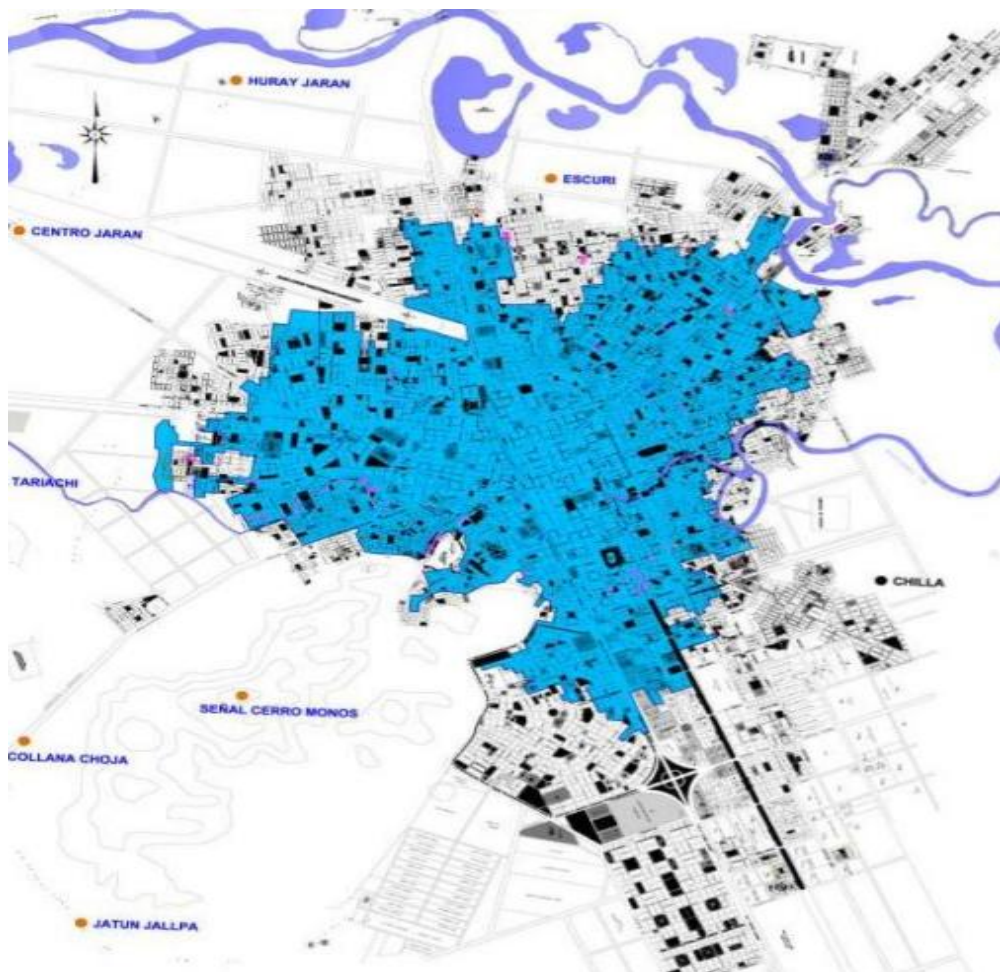 HURAY JARAN
ESCURI
CENTRO JARAN
TARIACHI
CHILLA
SEÑAL CERRO MONOS
COLLANA CHOJA
JATUN JALLPA